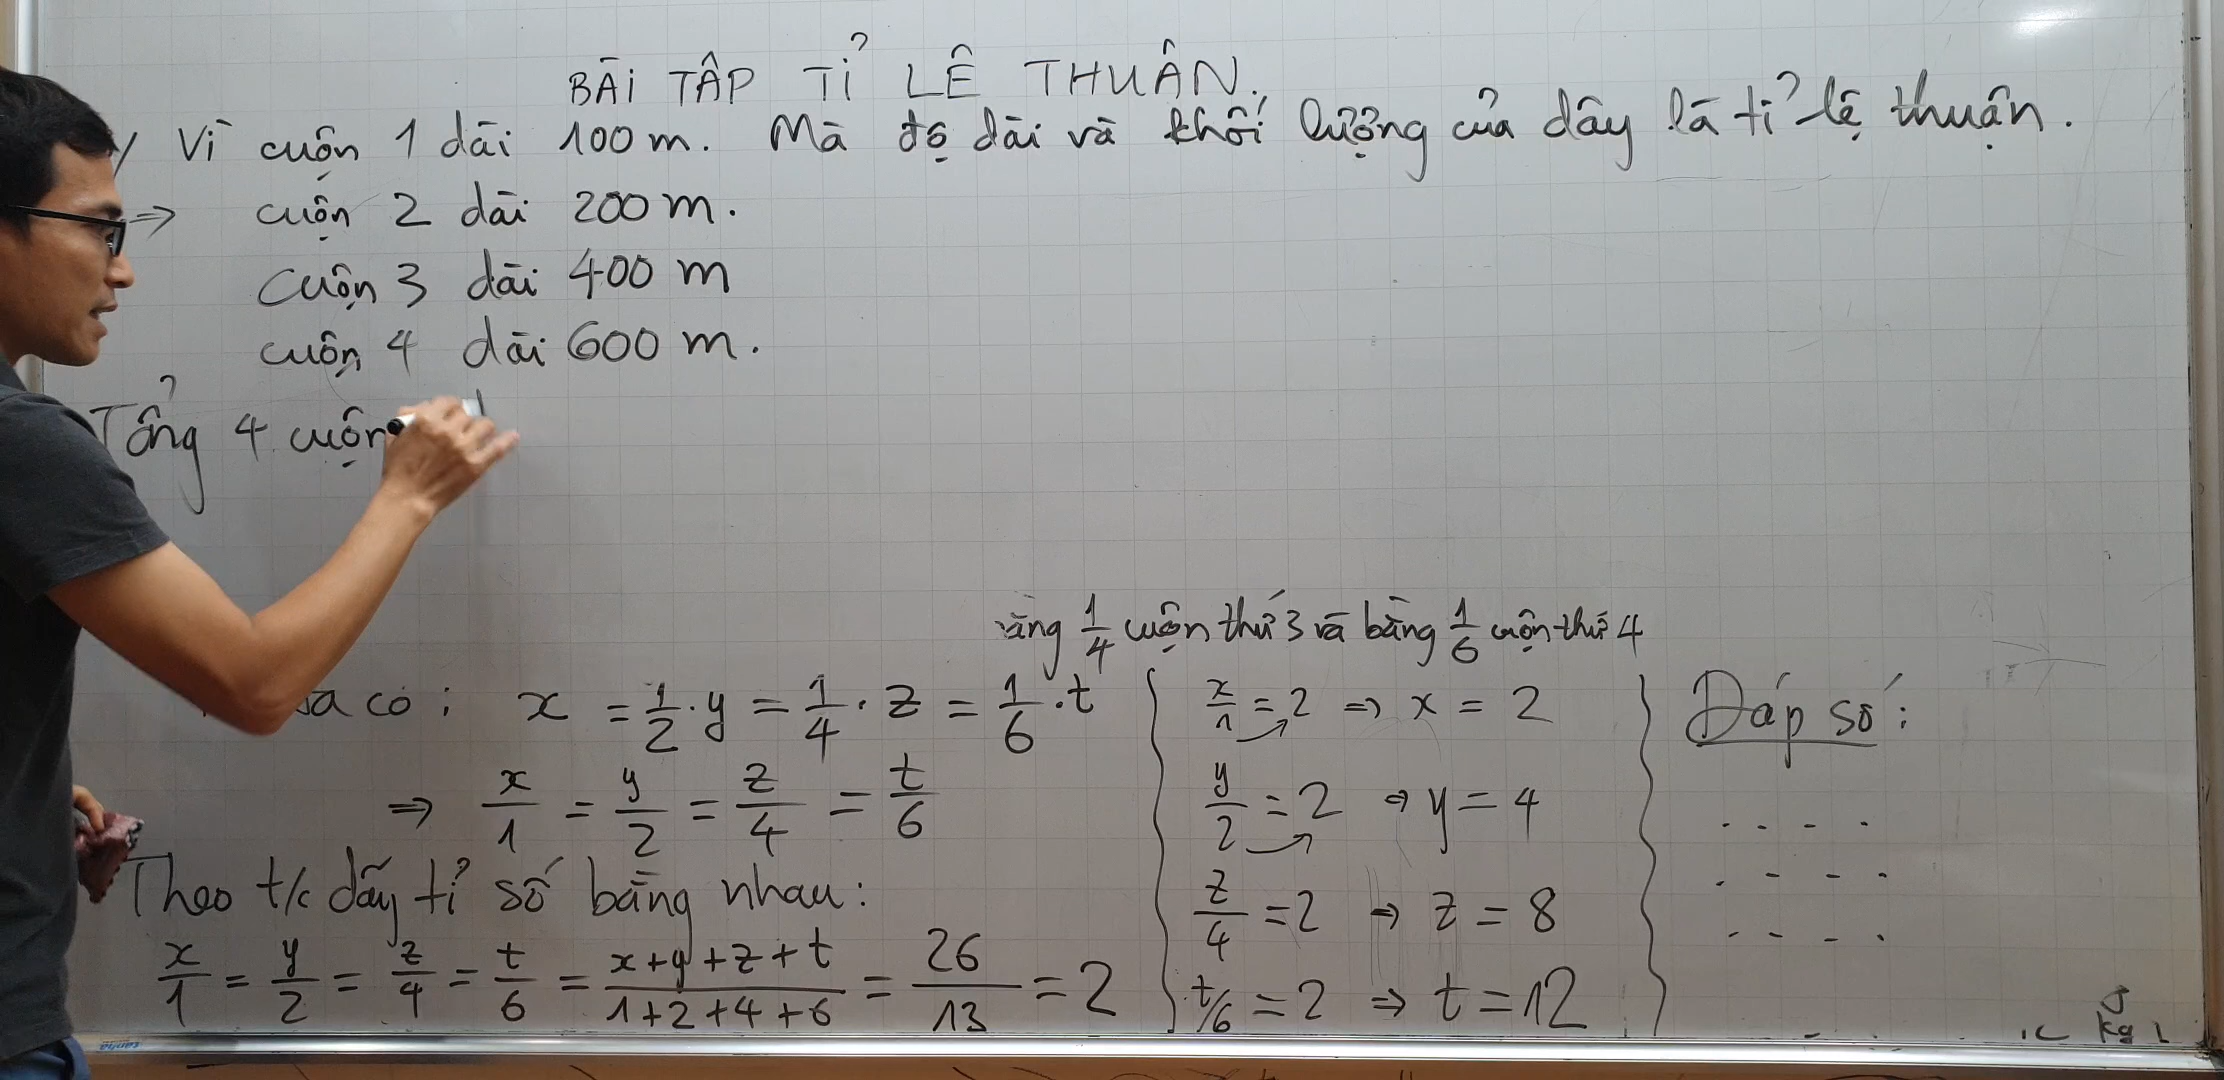 BÀI TẬP TỈ LỆ THUẬN.
/ Vì cuộn 1 dài 100 m. Mà độ dài và khối lượng của dây là tỉ lệ thuận.
=> cuộn 2 dài 200 m.
cuộn 3 dài 400 m
cuộn 4 dài 600 m.
Tổng 4 cuộn
1/4 cuộn thứ 3 và bằng 1/6 cuộn thứ 4
có : x = 1/2 . y = 1/4 . z = 1/6 . t
=> x/1 = y/2 = z/4 = t/6
Theo t/c dãy tỉ số bằng nhau :
x/1 = y/2 = z/4 = t/6 = (x+y+z+t)/(1+2+4+6) = 26/13 = 2
x/1 = 2 => x = 2
y/2 = 2 => y = 4
z/4 = 2 => z = 8
t/6 = 2 => t = 12
Đáp số :
. . . .
. - - .
. - . .
kg